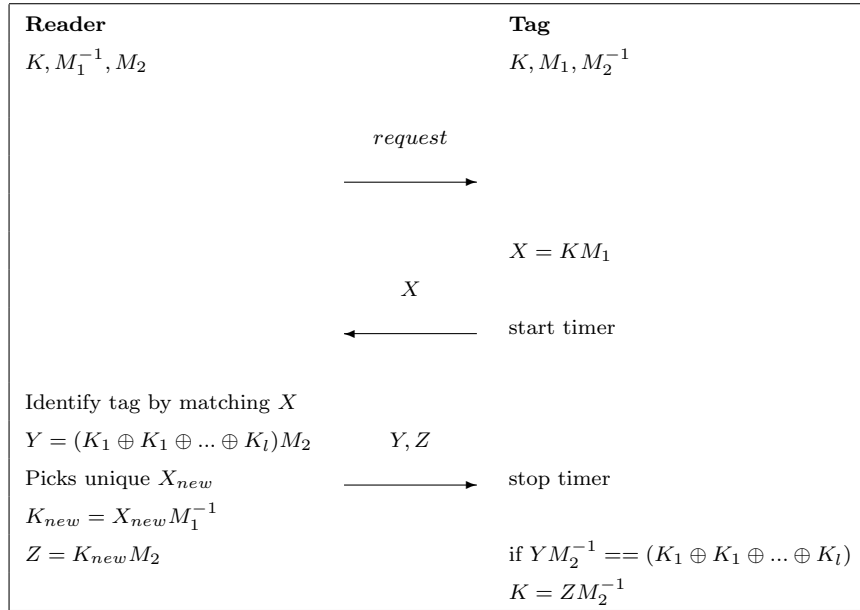 Reader Tag
K, M_1^{-1}, M_2 K, M_1, M_2^{-1}
request
X = KM_1
X
start timer
Identify tag by matching X
Y = (K_1 ⊕ K_1 ⊕ ... ⊕ K_l)M_2 Y, Z
Picks unique X_{new} stop timer
K_{new} = X_{new}M_1^{-1}
Z = K_{new}M_2 if YM_2^{-1} == (K_1 ⊕ K_1 ⊕ ... ⊕ K_l)
K = ZM_2^{-1}